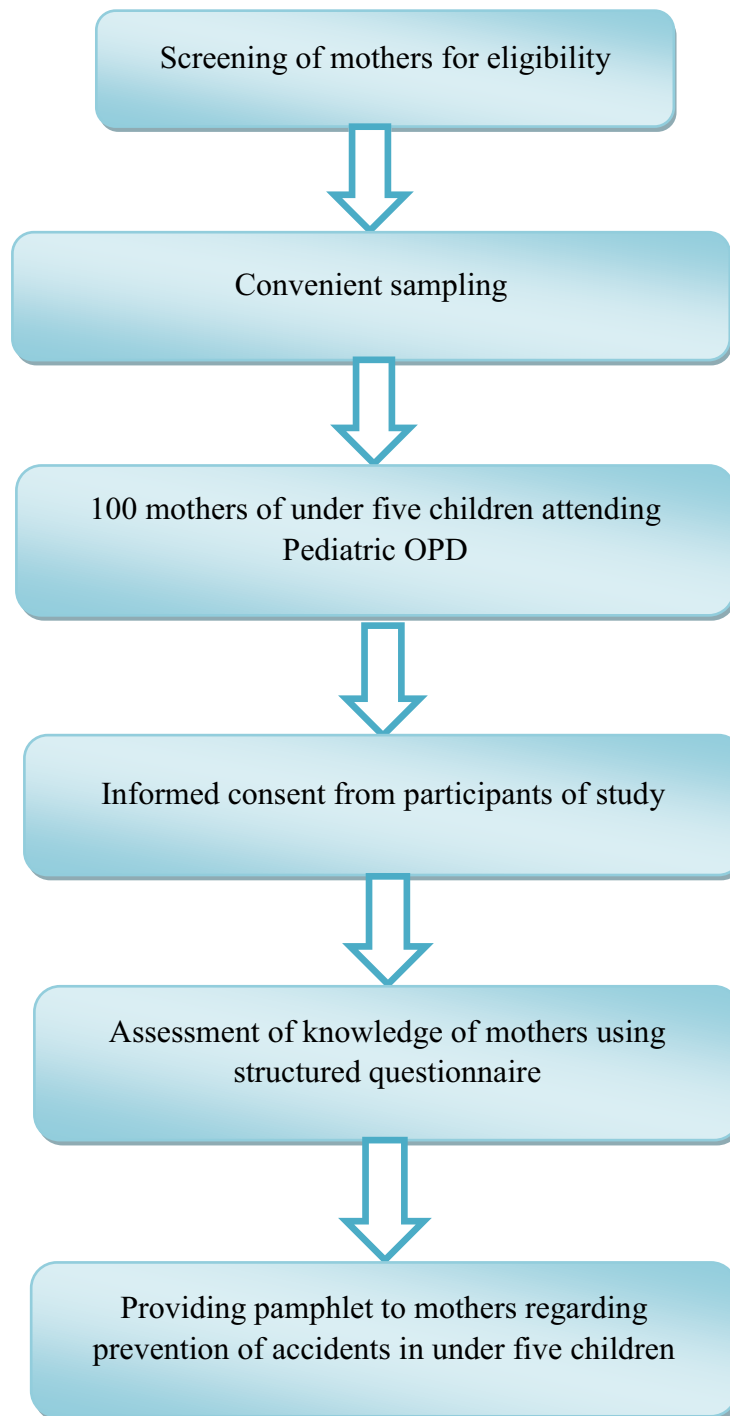 Screening of mothers for eligibility
Convenient sampling
100 mothers of under five children attending
Pediatric OPD
Informed consent from participants of study
Assessment of knowledge of mothers using
structured questionnaire
Providing pamphlet to mothers regarding
prevention of accidents in under five children